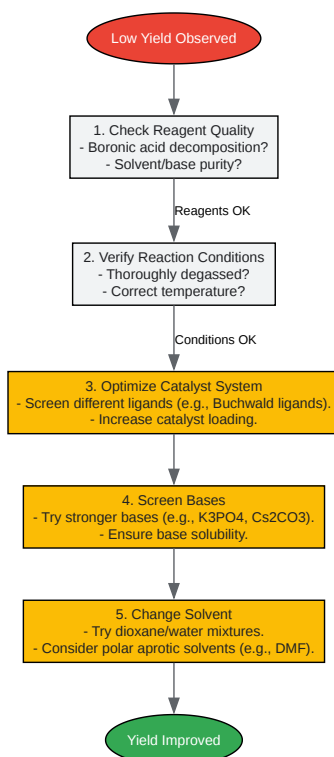 Low Yield Observed
1. Check Reagent Quality
- Boronic acid decomposition?
- Solvent/base purity?
Reagents OK
2. Verify Reaction Conditions
- Thoroughly degassed?
- Correct temperature?
Conditions OK
3. Optimize Catalyst System
- Screen different ligands (e.g., Buchwald ligands).
- Increase catalyst loading.
4. Screen Bases
- Try stronger bases (e.g., K3PO4, Cs2CO3).
- Ensure base solubility.
5. Change Solvent
- Try dioxane/water mixtures.
- Consider polar aprotic solvents (e.g., DMF).
Yield Improved